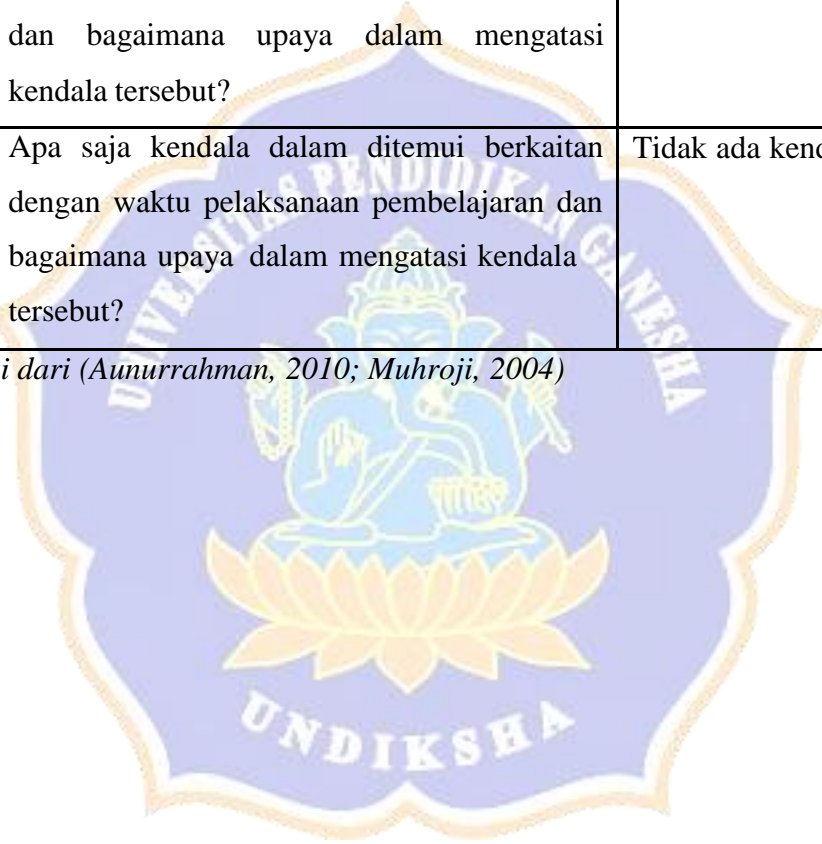 dan bagaimana upaya dalam mengatasi
kendala tersebut?
Apa saja kendala dalam ditemui berkaitan
dengan waktu pelaksanaan pembelajaran dan
bagaimana upaya dalam mengatasi kendala
tersebut?
Tidak ada
i dari (Aunurrahman, 2010; Muhroji, 2004)
UNIVERSITAS PENDIDIKAN GANESHA
UNDIKSHA